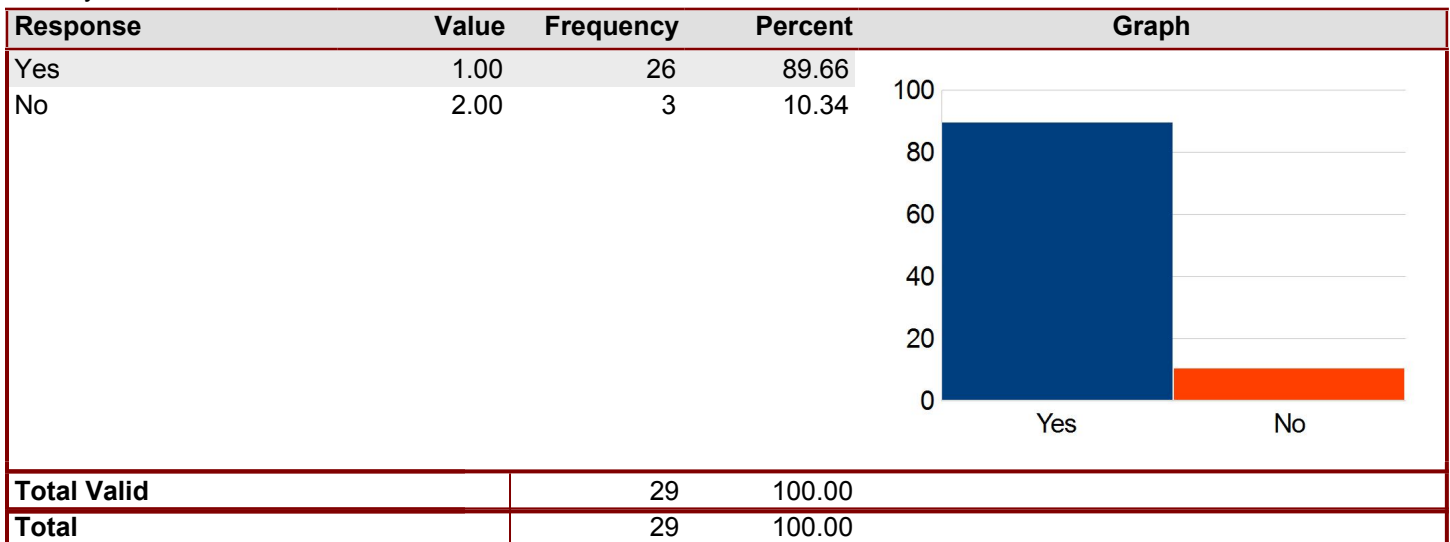 Response Value Frequency Percent Graph
Yes 1.00 26 89.66
No 2.00 3 10.34
100
80
60
40
20
0
Yes No
Total Valid 29 100.00
Total 29 100.00